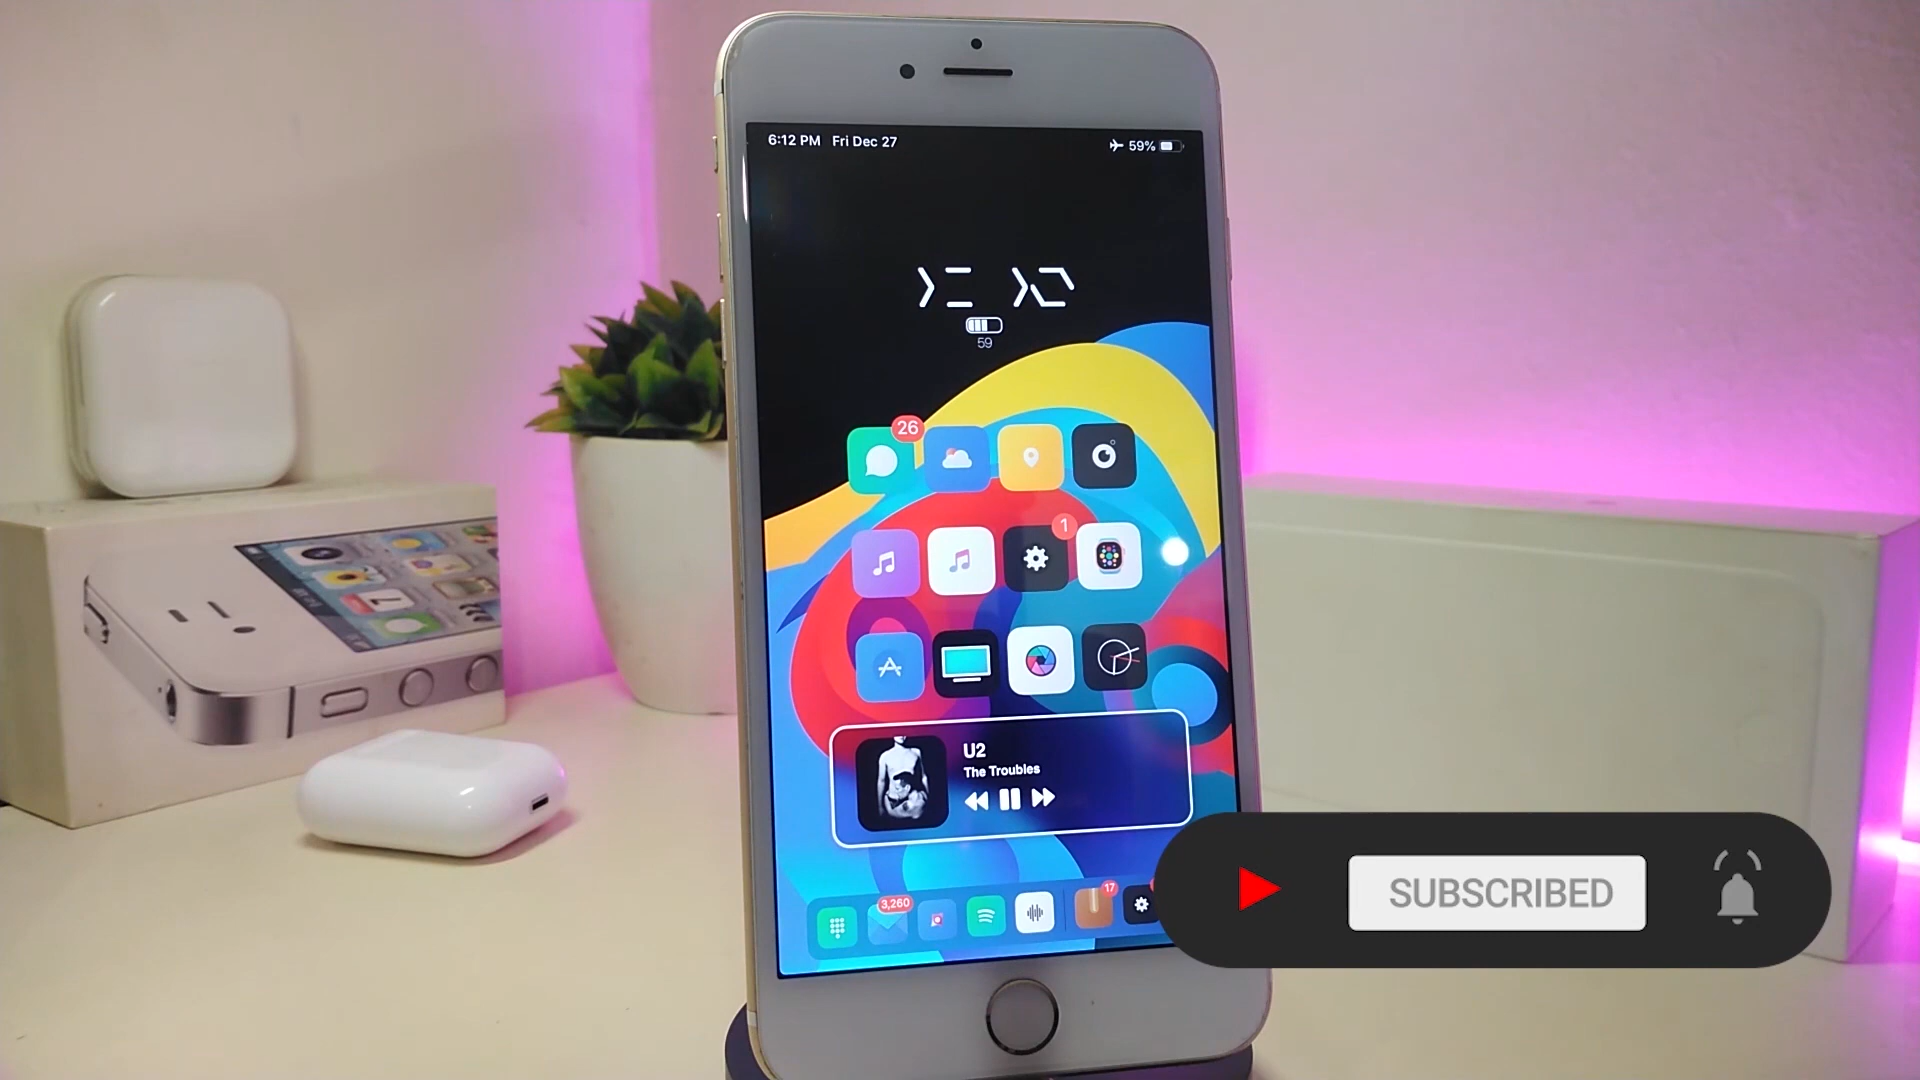 6:12 PM Fri Dec 27
59%
59
26
1
U2
The Troubles
3,260
17
SUBSCRIBED